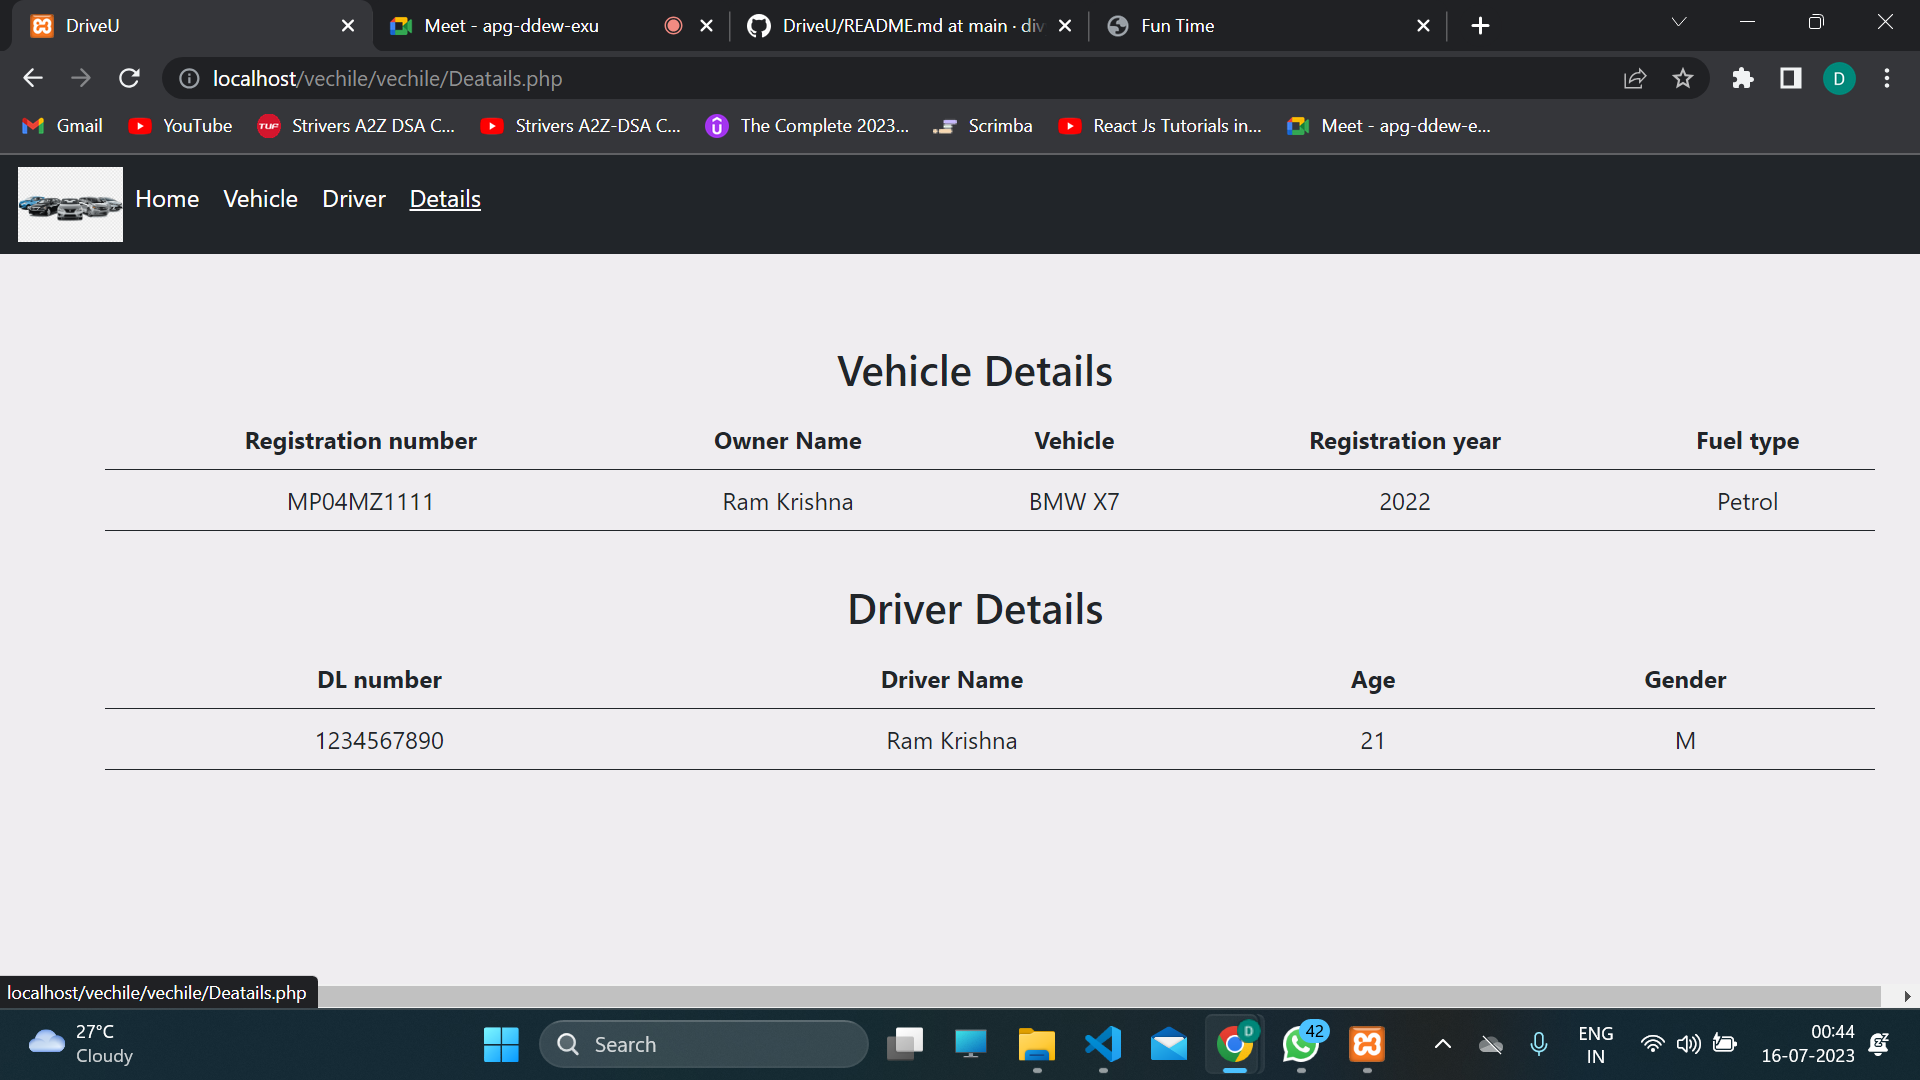 DriveU
Meet - apg-ddew-exu
DriveU/README.md at main · div
Fun Time
localhost/vechile/vechile/Deatails.php
D
Gmail
YouTube
TUF
Strivers A2Z DSA C...
Strivers A2Z-DSA C...
The Complete 2023...
Scrimba
React Js Tutorials in...
Meet - apg-ddew-e...
Home
Vehicle
Driver
Details
Vehicle Details
Registration number Owner Name Vehicle Registration year Fuel type
MP04MZ1111 Ram Krishna BMW X7 2022 Petrol
Driver Details
DL number Driver Name Age Gender
1234567890 Ram Krishna 21 M
localhost/vechile/vechile/Deatails.php
27°C
Cloudy
Search
D
42
ENG
IN
00:44
16-07-2023